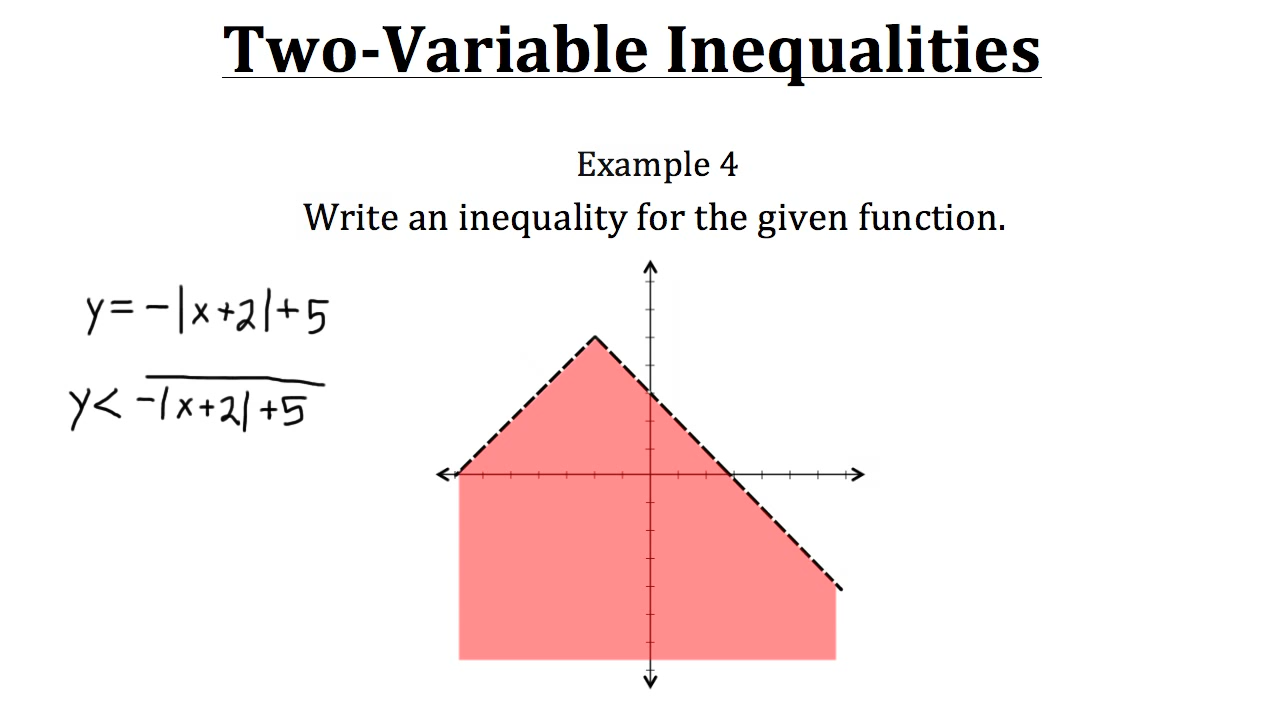 Two-Variable Inequalities
Example 4
Write an inequality for the given function.
y=-|x+2|+5
y<-|x+2|+5